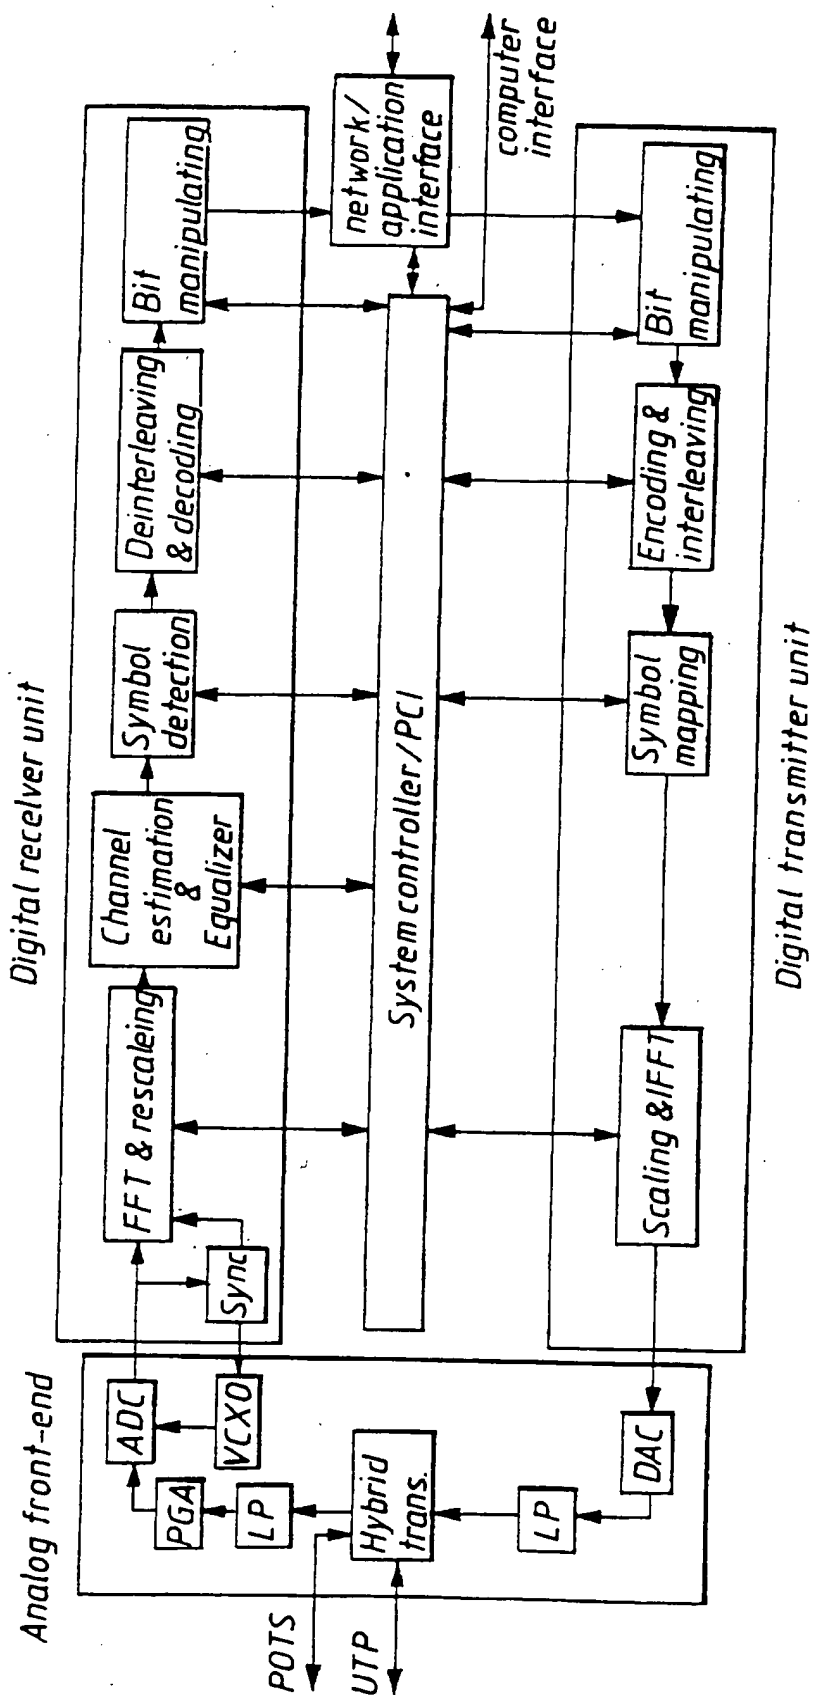 Analog front-end
Digital receiver unit
ADC
VCXO
PGA
LP
Hybrid
trans.
POTS
UTP
LP
DAC
Sync
FFT & rescaleing
Channel
estimation
&
Equalizer
Symbol
detection
Deinterleaving
& decoding
Bit
manipulating
System controller/PCI
network/
application
interface
computer
interface
Scaling &IFFT
Symbol
mapping
Encoding &
interleaving
Bit
manipulating
Digital transmitter unit